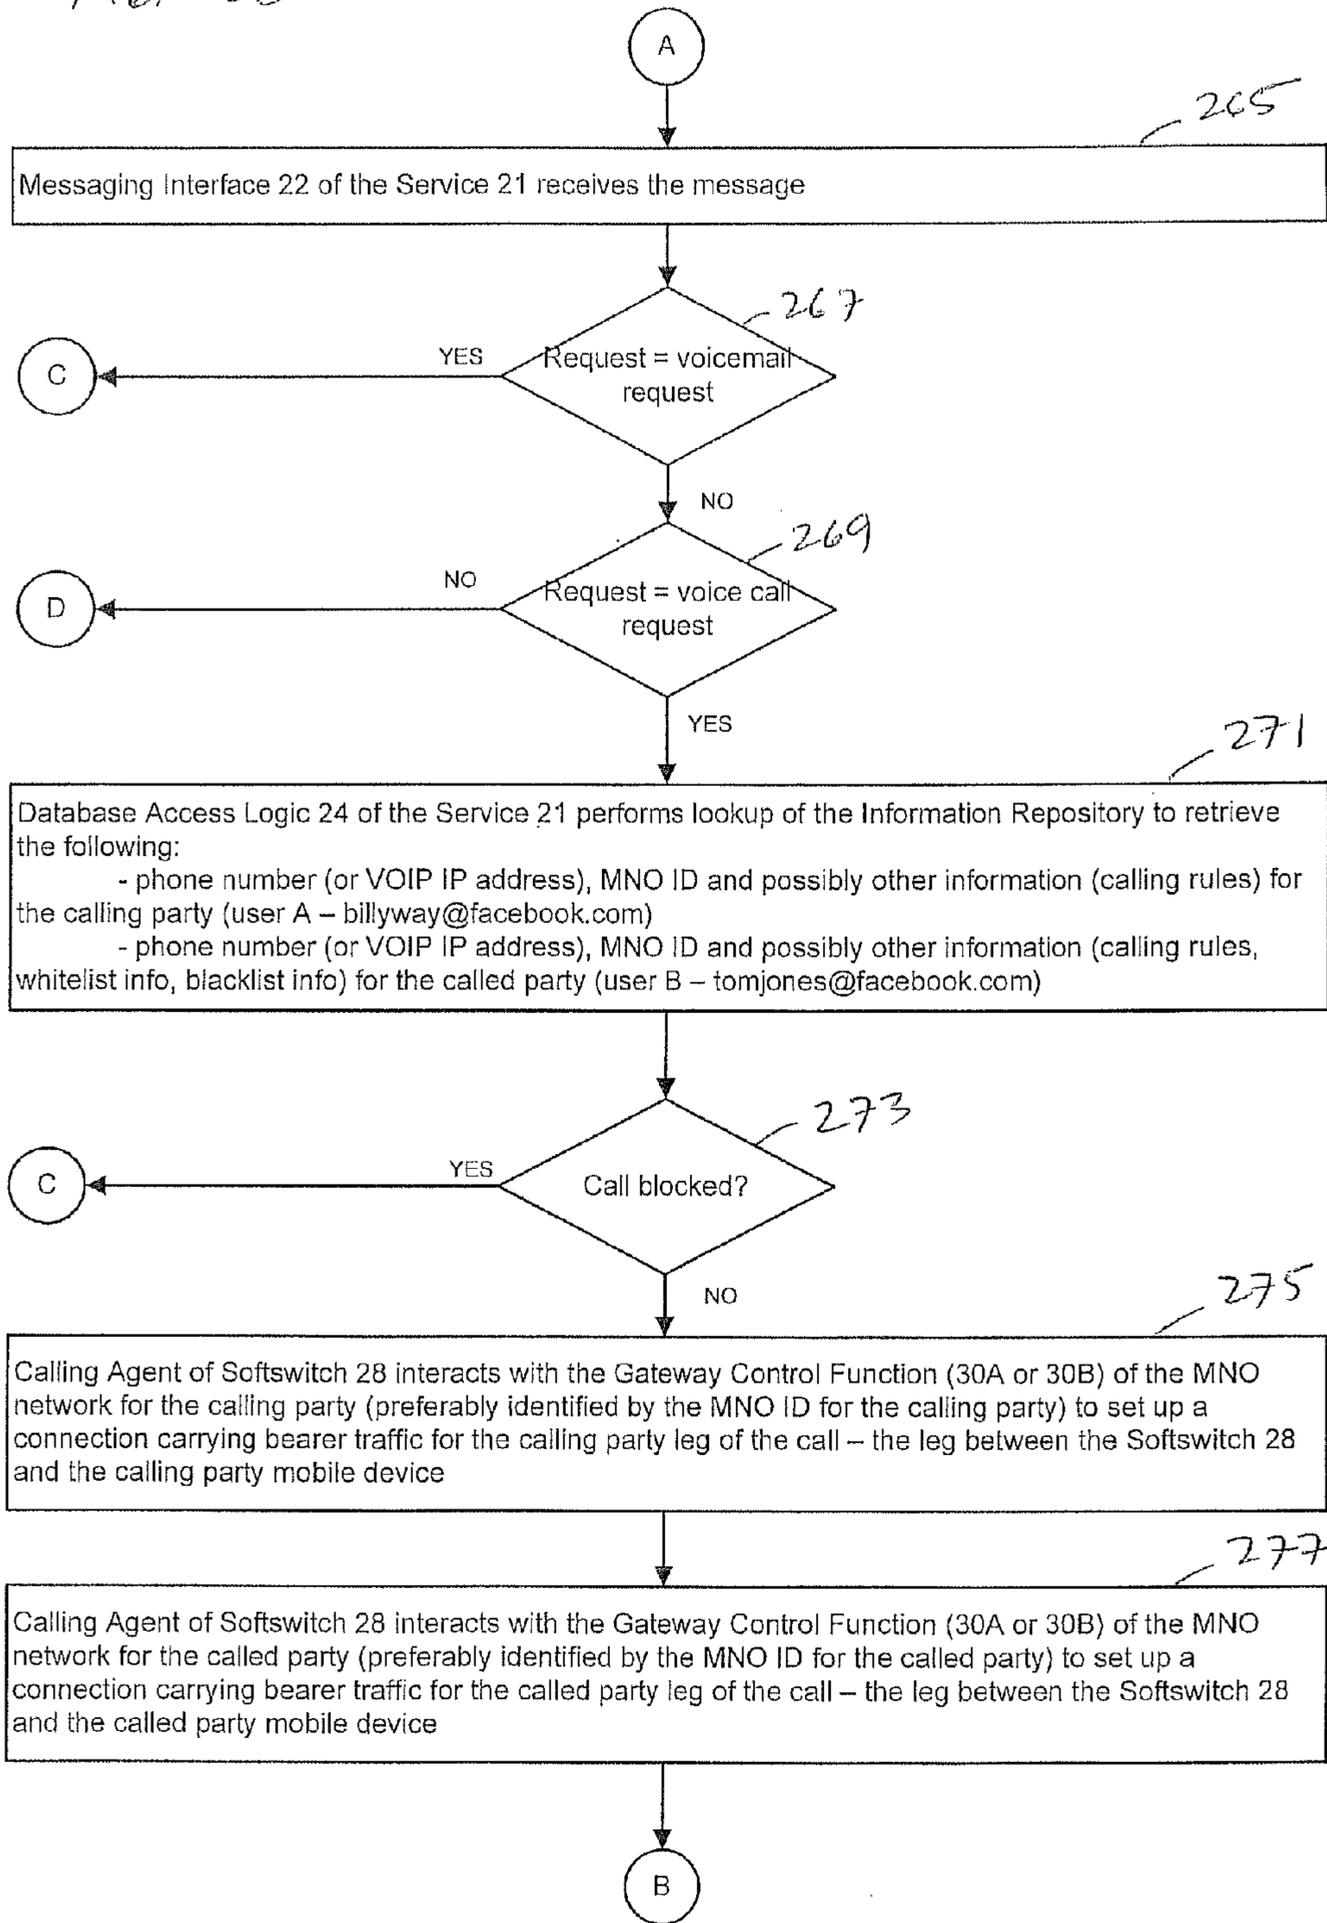 A
265
Messaging Interface 22 of the Service 21 receives the message
267
YES
Request = voicemail
request
C
NO
269
NO
Request = voice call
request
D
YES
271
Database Access Logic 24 of the Service 21 performs lookup of the Information Repository to retrieve
the following:
- phone number (or VOIP IP address), MNO ID and possibly other information (calling rules) for
the calling party (user A – billyway@facebook.com)
- phone number (or VOIP IP address), MNO ID and possibly other information (calling rules,
whitelist info, blacklist info) for the called party (user B – tomjones@facebook.com)
273
YES
Call blocked?
C
NO
275
Calling Agent of Softswitch 28 interacts with the Gateway Control Function (30A or 30B) of the MNO
network for the calling party (preferably identified by the MNO ID for the calling party) to set up a
connection carrying bearer traffic for the calling party leg of the call – the leg between the Softswitch 28
and the calling party mobile device
277
Calling Agent of Softswitch 28 interacts with the Gateway Control Function (30A or 30B) of the MNO
network for the called party (preferably identified by the MNO ID for the called party) to set up a
connection carrying bearer traffic for the called party leg of the call – the leg between the Softswitch 28
and the called party mobile device
B